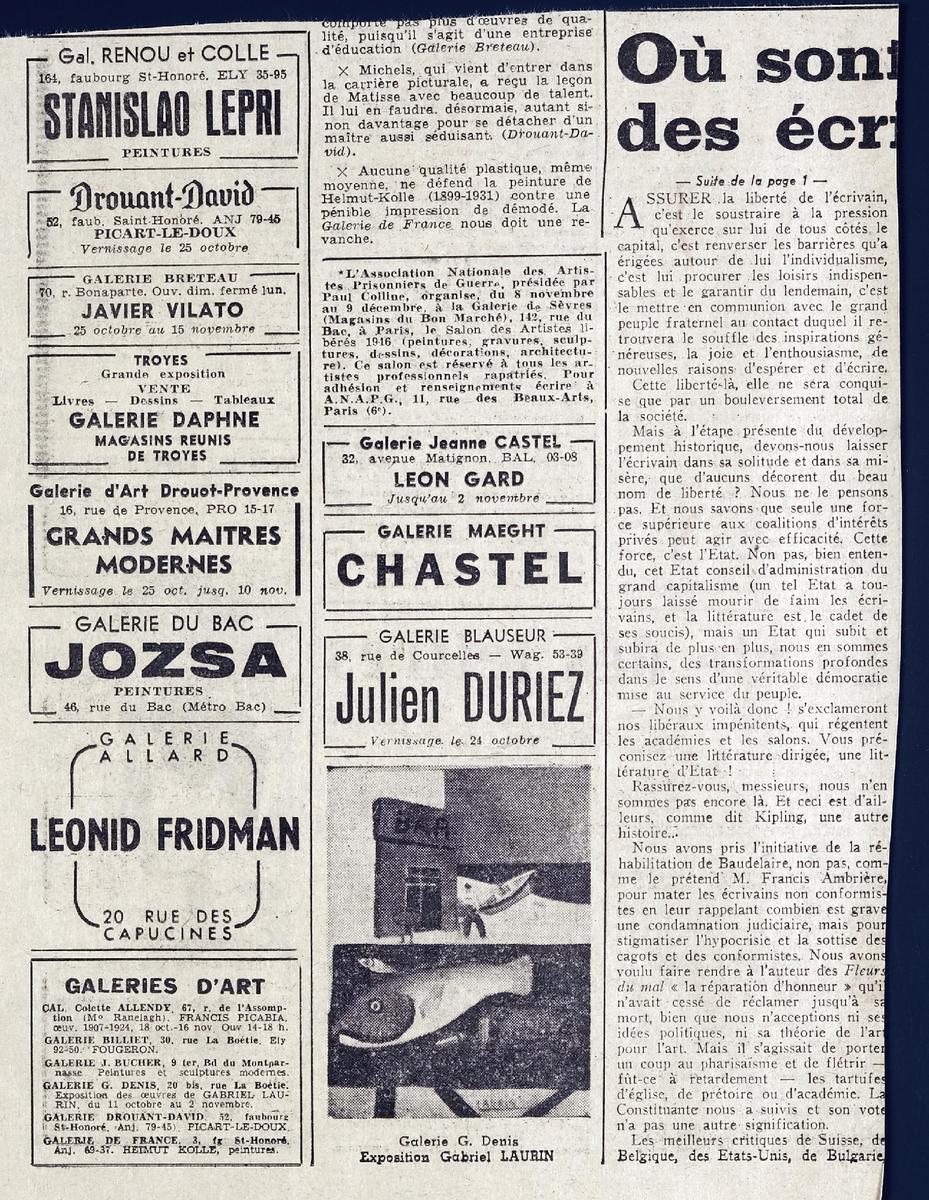 Gal. RENOU et COLLE
164, faubourg St-Honoré. ELY 35-95
STANISLAO LEPRI
PEINTURES
Drouant-David
52, faub. Saint-Honoré. ANJ 79-45
PICART-LE-DOUX
Vernissage le 25 octobre
GALERIE BRETEAU
70, r. Bonaparte. Ouv. dim. fermé lun.
JAVIER VILATO
25 octobre au 15 novembre
TROYES
Grande exposition
VENTE
Livres — Dessins — Tableaux
GALERIE DAPHNE
MAGASINS REUNIS
DE TROYES
Galerie d'Art Drouot-Provence
16, rue de Provence, PRO 15-17
GRANDS MAITRES
MODERNES
Vernissage le 25 oct. jusq. 10 nov.
GALERIE DU BAC
JOZSA
PEINTURES
46, rue du Bac (Métro Bac)
GALERIE
ALLARD
LEONID FRIDMAN
20 RUE DES
CAPUCINES
GALERIES D'ART
GAL. Colette ALLENDY, 67, r. de l'Assomp-
tion (Mo Ranelagh). FRANCIS PICABIA,
œuv. 1907-1924, 18 oct.-16 nov. Ouv 14-18 h.
GALERIE BILLIET, 30, rue La Boétie. Ely
92-50. FOUGERON.
GALERIE J. BUCHER, 9 ter, Bd du Montpar-
nasse Peintures et sculptures modernes.
GALERIE G. DENIS, 20 bis, rue La Boétie.
Exposition des œuvres de GABRIEL LAU-
RIN, du 11 octobre au 2 novembre.
GALERIE DROUANT-DAVID, 52, faubourg
St-Honoré. (Anj. 79-45). PICART-LE-DOUX.
GALERIE DE FRANCE, 3, fg St-Honoré,
Anj. 69-37. HELMUT KOLLE, peintures.
comporte pas plus d'œuvres de qua-
lité, puisqu'il s'agit d'une entreprise
d'éducation (Galerie Breteau).
× Michels, qui vient d'entrer dans
la carrière picturale, a reçu la leçon
de Matisse avec beaucoup de talent.
Il lui en faudra, désormais, autant si-
non davantage pour se détacher d'un
maître aussi séduisant. (Drouant-Da-
vid).
× Aucune qualité plastique, même
moyenne, ne défend la peinture de
Helmut-Kolle (1899-1931) contre une
pénible impression de démodé. La
Galerie de France nous doit une re-
vanche.
*L'Association Nationale des Artis-
tes Prisonniers de Guerre, présidée par
Paul Colline, organise, du 8 novembre
au 9 décembre, à la Galerie de Sèvres
(Magasins du Bon Marché), 142, rue du
Bac, à Paris, le Salon des Artistes li-
bérés 1946 (peintures, gravures, sculp-
tures, dessins, décorations, architectu-
re). Ce salon est réservé à tous les ar-
tistes professionnels rapatriés. Pour
adhésion et renseignements écrire à
A.N.A.P.G., 11, rue des Beaux-Arts,
Paris (6e).
Galerie Jeanne CASTEL
32, avenue Matignon. BAL. 03-08
LEON GARD
Jusqu'au 2 novembre
GALERIE MAEGHT
CHASTEL
GALERIE BLAUSEUR
38, rue de Courcelles — Wag. 53-39
Julien DURIEZ
Vernissage le 24 octobre
BAR
Galerie G. Denis
Exposition Gabriel LAURIN
Où sont
des écri
— Suite de la page 1 —
ASSURER la liberté de l'écrivain,
c'est le soustraire à la pression
qu'exerce sur lui de tous côtés le
capital, c'est renverser les barrières qu'a
érigées autour de lui l'individualisme,
c'est lui procurer les loisirs indispen-
sables et le garantir du lendemain, c'est
le mettre en communion avec le grand
peuple fraternel au contact duquel il re-
trouvera le souffle des inspirations gé-
néreuses, la joie et l'enthousiasme, de
nouvelles raisons d'espérer et d'écrire.
Cette liberté-là, elle ne sera conqui-
se que par un bouleversement total de
la société.
Mais à l'étape présente du dévelop-
pement historique, devons-nous laisser
l'écrivain dans sa solitude et dans sa mi-
sère, que d'aucuns décorent du beau
nom de liberté ? Nous ne le pensons
pas. Et nous savons que seule une for-
ce supérieure aux coalitions d'intérêts
privés peut agir avec efficacité. Cette
force, c'est l'Etat. Non pas, bien enten-
du, cet Etat conseil d'administration du
grand capitalisme (un tel Etat a tou-
jours laissé mourir de faim les écri-
vains, et la littérature est le cadet de
ses soucis), mais un Etat qui subit et
subira de plus en plus, nous en sommes
certains, des transformations profondes
dans le sens d'une véritable démocratie
mise au service du peuple.
— Nous y voilà donc ! s'exclameront
nos libéraux impénitents, qui régentent
les académies et les salons. Vous pré-
conisez une littérature dirigée, une lit-
térature d'Etat !
Rassurez-vous, messieurs, nous n'en
sommes pas encore là. Et ceci est d'ail-
leurs, comme dit Kipling, une autre
histoire...
Nous avons pris l'initiative de la ré-
habilitation de Baudelaire, non pas, com-
me le prétend M. Francis Ambrière,
pour mater les écrivains non conformis-
tes en leur rappelant combien est grave
une condamnation judiciaire, mais pour
stigmatiser l'hypocrisie et la sottise des
cagots et des conformistes. Nous avons
voulu faire rendre à l'auteur des Fleurs
du mal « la réparation d'honneur » qu'il
n'avait cessé de réclamer jusqu'à sa
mort, bien que nous n'acceptions ni ses
idées politiques, ni sa théorie de l'art
pour l'art. Mais il s'agissait de porter
un coup au pharisaïsme et de flétrir —
fût-ce à retardement — les tartufes
d'église, de prétoire ou d'académie. La
Constituante nous a suivis et son vote
n'a pas une autre signification.
Les meilleurs critiques de Suisse, de
Belgique, des Etats-Unis, de Bulgarie,